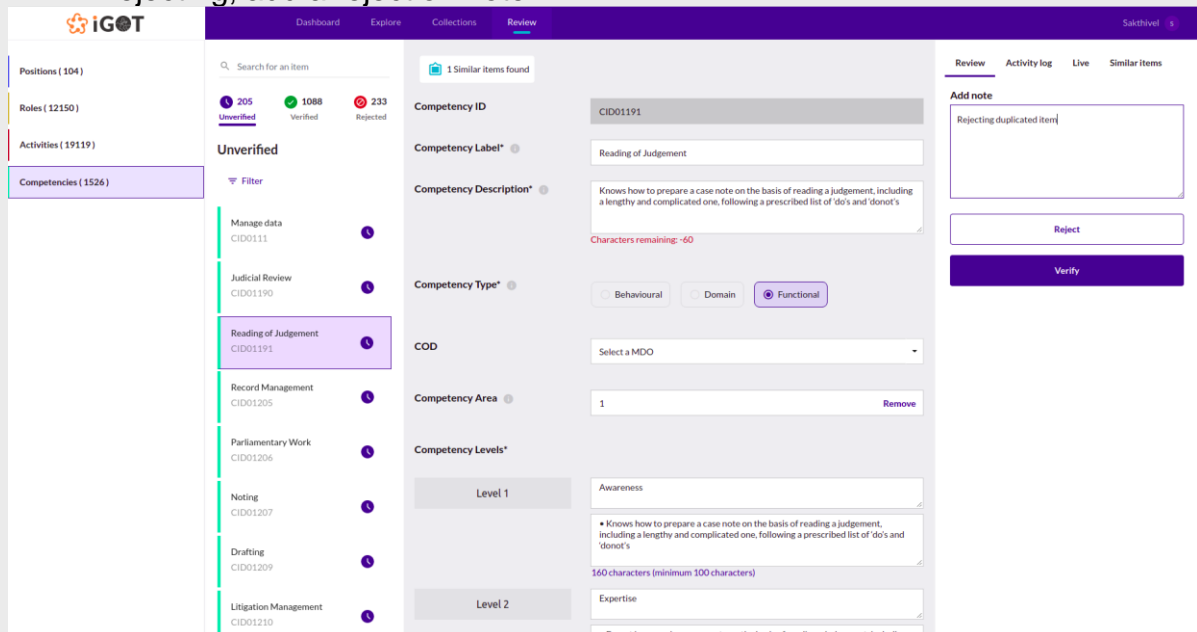 iGOT
Dashboard Explore Collections Review
Sakthivel s
Positions ( 104 )
Roles ( 12150 )
Activities ( 19119 )
Competencies ( 1526 )
Search for an item
205 1088 233
Unverified Verified Rejected
Unverified
Filter
Manage data
CID0111
Judicial Review
CID01190
Reading of Judgement
CID01191
Record Management
CID01205
Parliamentary Work
CID01206
Noting
CID01207
Drafting
CID01209
Litigation Management
CID01210
1 Similar items found
Competency ID
CID01191
Competency Label*
Reading of Judgement
Competency Description*
Knows how to prepare a case note on the basis of reading a judgement, including
a lengthy and complicated one, following a prescribed list of 'do's and 'donot's
Characters remaining: -60
Competency Type*
Behavioural Domain Functional
COD
Select a MDO
Competency Area
1 Remove
Competency Levels*
Level 1
Awareness
• Knows how to prepare a case note on the basis of reading a judgement,
including a lengthy and complicated one, following a prescribed list of 'do's and
'donot's
160 characters (minimum 100 characters)
Level 2
Expertise
Review Activity log Live Similar items
Add note
Rejecting duplicated item
Reject
Verify